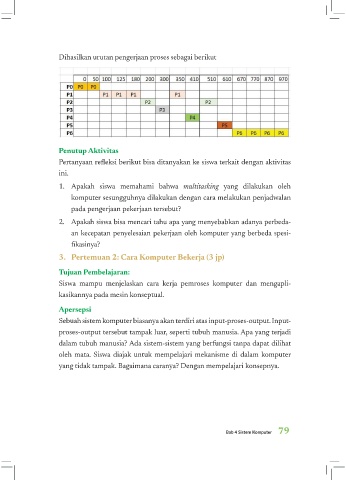 Dihasilkan urutan pengerjaan proses sebagai berikut
0 50 100 125 180 200 300 350 410 510 610 670 770 870 970
P0 P0 P0
P1 P1 P1 P1 P1
P2 P2 P2
P3 P3
P4 P4
P5 P5
P6 P6 P6 P6 P6
Penutup Aktivitas
Pertanyaan refleksi berikut bisa ditanyakan ke siswa terkait dengan aktivitas
ini.
1. Apakah siswa memahami bahwa multitasking yang dilakukan oleh
komputer sesungguhnya dilakukan dengan cara melakukan penjadwalan
pada pengerjaan pekerjaan tersebut?
2. Apakah siswa bisa mencari tahu apa yang menyebabkan adanya perbeda-
an kecepatan penyelesaian pekerjaan oleh komputer yang berbeda spesi-
fikasinya?
3. Pertemuan 2: Cara Komputer Bekerja (3 jp)
Tujuan Pembelajaran:
Siswa mampu menjelaskan cara kerja pemroses komputer dan mengapli-
kasikannya pada mesin konseptual.
Apersepsi
Sebuah sistem komputer biasanya akan terdiri atas input-proses-output. Input-
proses-output tersebut tampak luar, seperti tubuh manusia. Apa yang terjadi
dalam tubuh manusia? Ada sistem-sistem yang berfungsi tanpa dapat dilihat
oleh mata. Siswa diajak untuk mempelajari mekanisme di dalam komputer
yang tidak tampak. Bagaimana caranya? Dengan mempelajari konsepnya.
Bab 4 Sistem Komputer 79